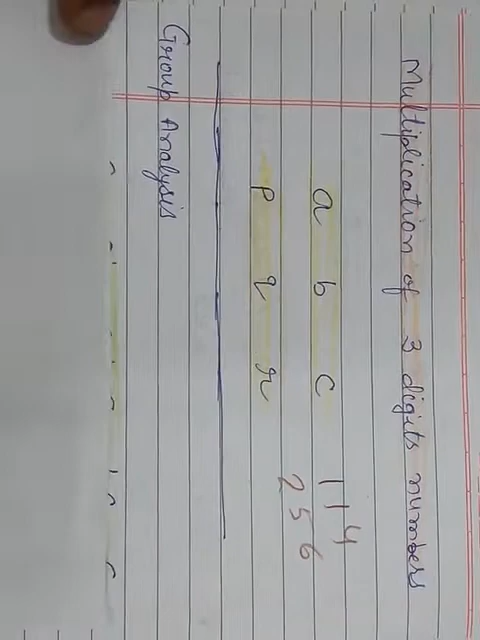 Multiplication of 3 digits numbers
a b c 114
p q r 256
Group Analysis